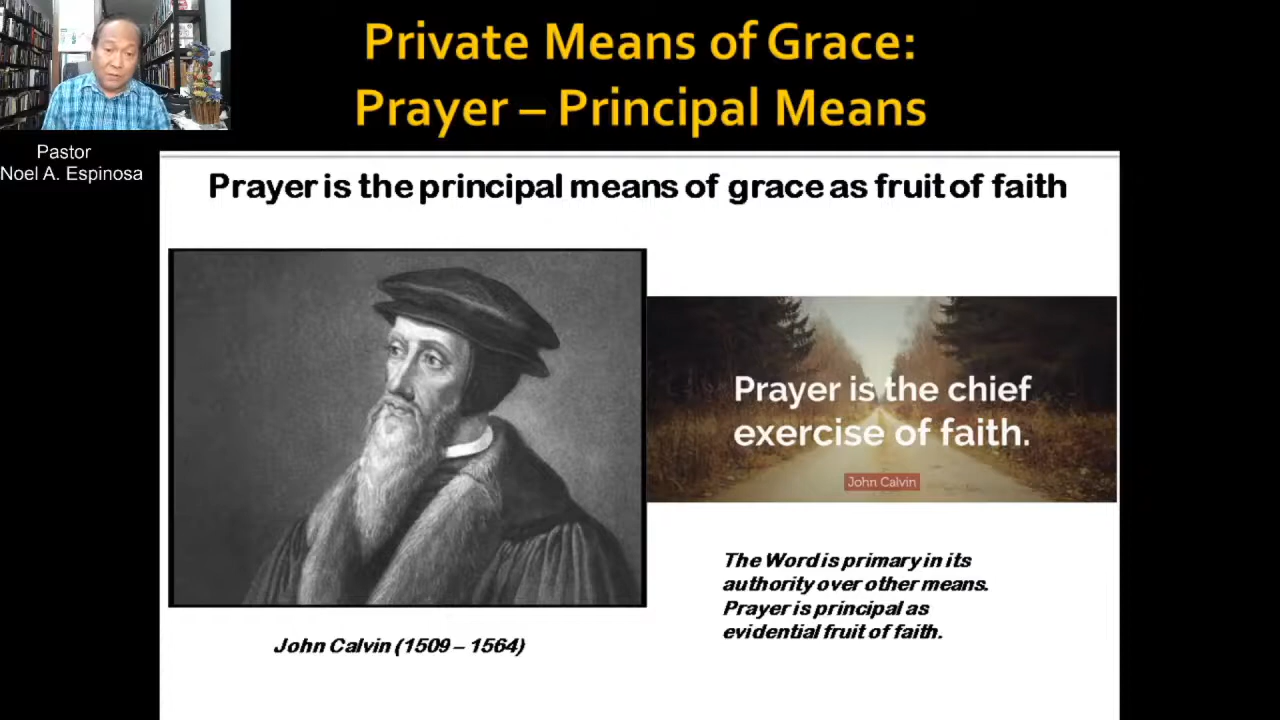 Private Means of Grace:
Prayer – Principal Means
Pastor
Noel A. Espinosa
Prayer is the principal means of grace as fruit of faith
Prayer is the chief
exercise of faith.
John Calvin
The Word is primary in its
authority over other means.
Prayer is principal as
evidential fruit of faith.
John Calvin (1509 – 1564)